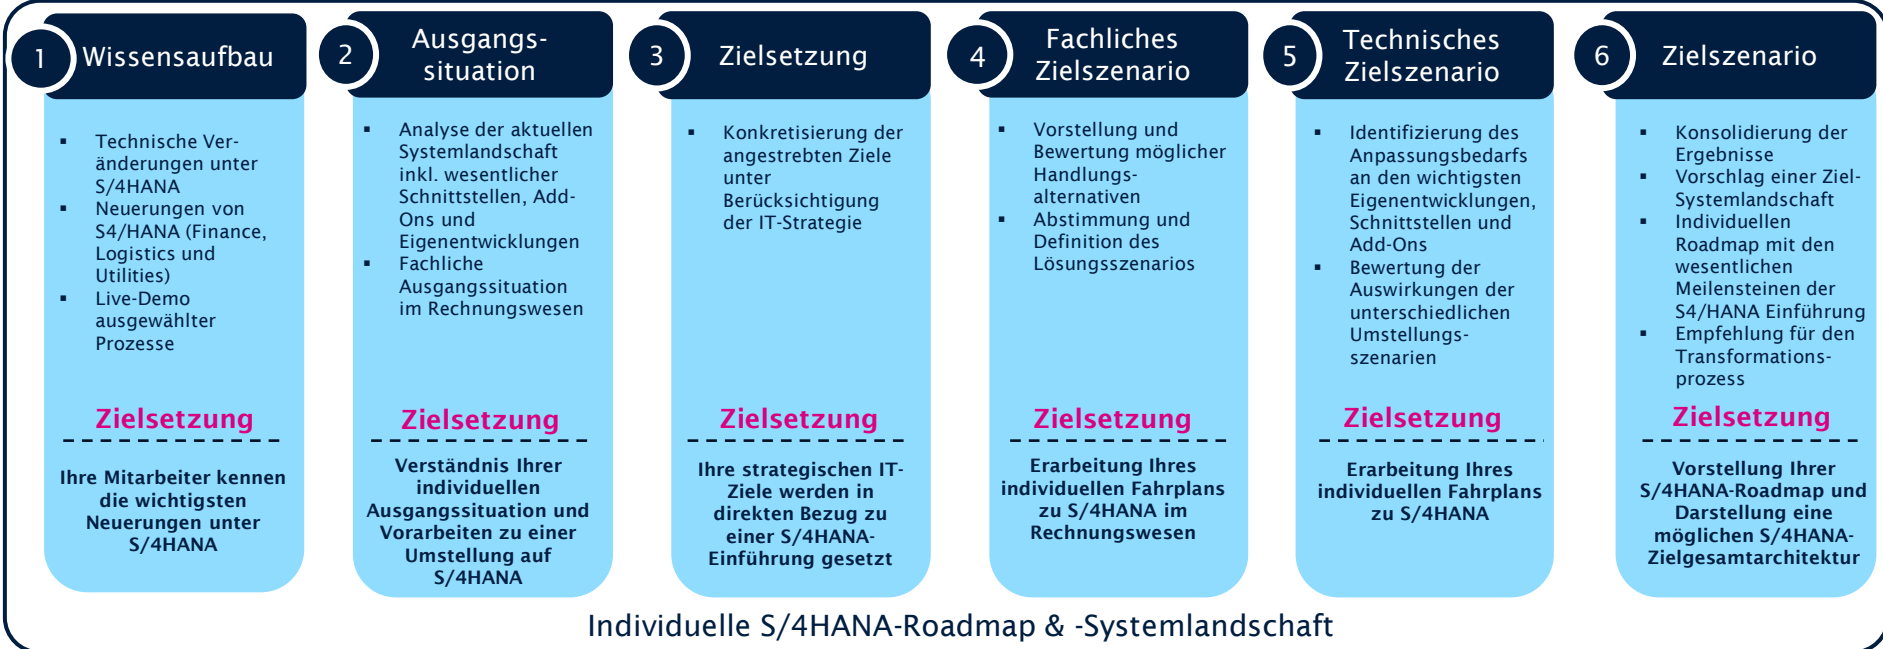 1
Wissensaufbau
▪ Technische Ver-
änderungen unter
S/4HANA
▪ Neuerungen von
S4/HANA (Finance,
Logistics und
Utilities)
▪ Live-Demo
ausgewählter
Prozesse
Zielsetzung
Ihre Mitarbeiter kennen
die wichtigsten
Neuerungen unter
S/4HANA
2
Ausgangs-
situation
▪ Analyse der aktuellen
Systemlandschaft
inkl. wesentlicher
Schnittstellen, Add-
Ons und
Eigenentwicklungen
▪ Fachliche
Ausgangssituation
im Rechnungswesen
Zielsetzung
Verständnis Ihrer
individuellen
Ausgangssituation und
Vorarbeiten zu einer
Umstellung auf
S/4HANA
3
Zielsetzung
▪ Konkretisierung der
angestrebten Ziele
unter
Berücksichtigung
der IT-Strategie
Zielsetzung
Ihre strategischen IT-
Ziele werden in
direkten Bezug zu
einer S/4HANA-
Einführung gesetzt
4
Fachliches
Zielszenario
▪ Vorstellung und
Bewertung möglicher
Handlungs-
alternativen
▪ Abstimmung und
Definition des
Lösungsszenarios
Zielsetzung
Erarbeitung Ihres
individuellen Fahrplans
zu S/4HANA im
Rechnungswesen
5
Technisches
Zielszenario
▪ Identifizierung des
Anpassungsbedarfs
an den wichtigsten
Eigenentwicklungen,
Schnittstellen und
Add-Ons
▪ Bewertung der
Auswirkungen der
unterschiedlichen
Umstellungs-
szenarien
Zielsetzung
Erarbeitung Ihres
individuellen Fahrplans
zu S/4HANA
6
Zielszenario
▪ Konsolidierung der
Ergebnisse
▪ Vorschlag einer Ziel-
Systemlandschaft
▪ Individuellen
Roadmap mit den
wesentlichen
Meilensteinen der
S4/HANA Einführung
▪ Empfehlung für den
Transformations-
prozess
Zielsetzung
Vorstellung Ihrer
S/4HANA-Roadmap und
Darstellung eine
möglichen S/4HANA-
Zielgesamtarchitektur
Individuelle S/4HANA-Roadmap & -Systemlandschaft